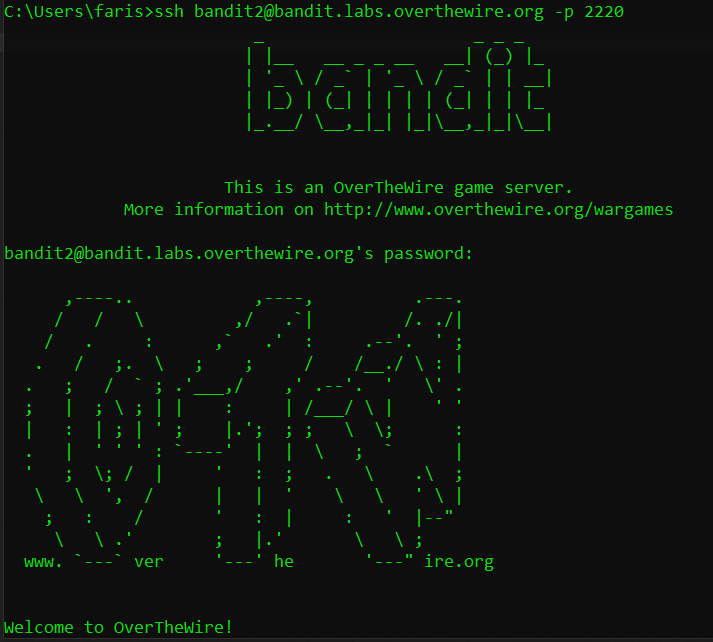 C:\Users\faris>ssh bandit2@bandit.labs.overthewire.org -p 2220
bandit
This is an OverTheWire game server.
More information on http://www.overthewire.org/wargames
bandit2@bandit.labs.overthewire.org's password:
www. ver he ire.org
Welcome to OverTheWire!